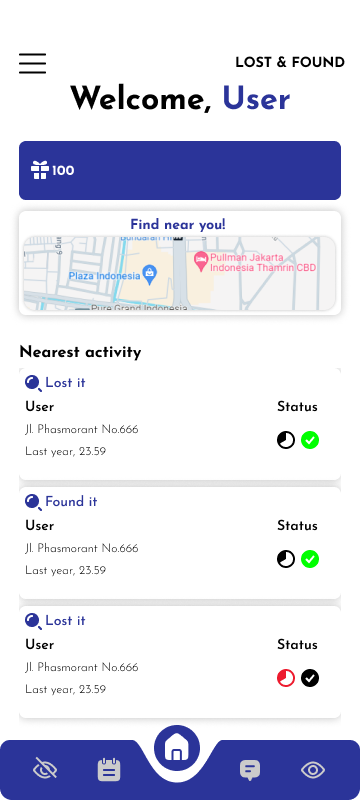 LOST & FOUND
Welcome, User
100
Find near you!
Bundaran
Pullman Jakarta
Indonesia Thamrin CBD
Plaza Indonesia
Pure Grand Indonesia
Nearest activity
Lost it
User Status
Jl. Phasmorant No.666
Last year, 23.59
Found it
User Status
Jl. Phasmorant No.666
Last year, 23.59
Lost it
User Status
Jl. Phasmorant No.666
Last year, 23.59